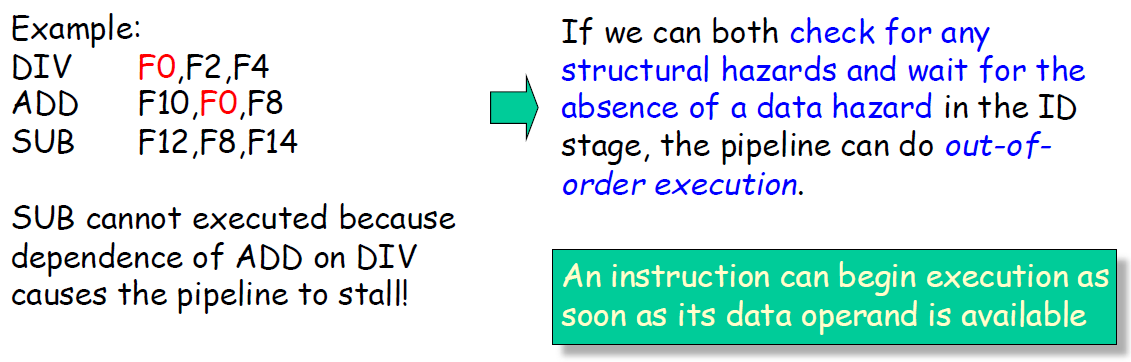 Example:
DIV F0,F2,F4
ADD F10,F0,F8
SUB F12,F8,F14
SUB cannot executed because
dependence of ADD on DIV
causes the pipeline to stall!
If we can both check for any
structural hazards and wait for the
absence of a data hazard in the ID
stage, the pipeline can do out-of-
order execution.
An instruction can begin execution as
soon as its data operand is available